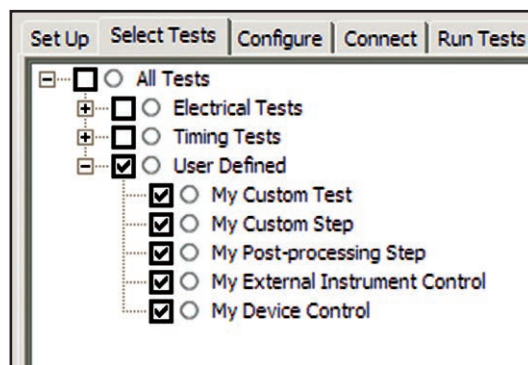 Set Up Select Tests Configure Connect Run Tests
All Tests
Electrical Tests
Timing Tests
User Defined
My Custom Test
My Custom Step
My Post-processing Step
My External Instrument Control
My Device Control